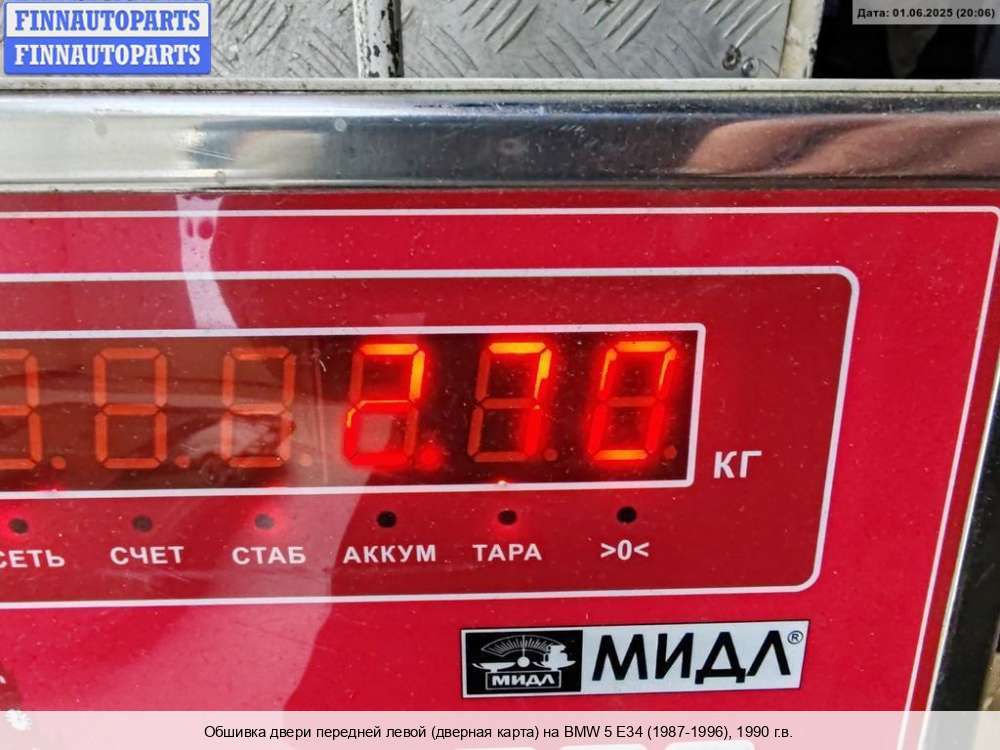 FINNAUTOPARTS
FINNAUTOPARTS
Дата: 01.06.2025 (20:06)
2.70
КГ
СЕТЬ СЧЕТ СТАБ АККУМ ТАРА >0<
МИДЛ МИДЛ®
Обшивка двери передней левой (дверная карта) на BMW 5 E34 (1987-1996), 1990 г.в.